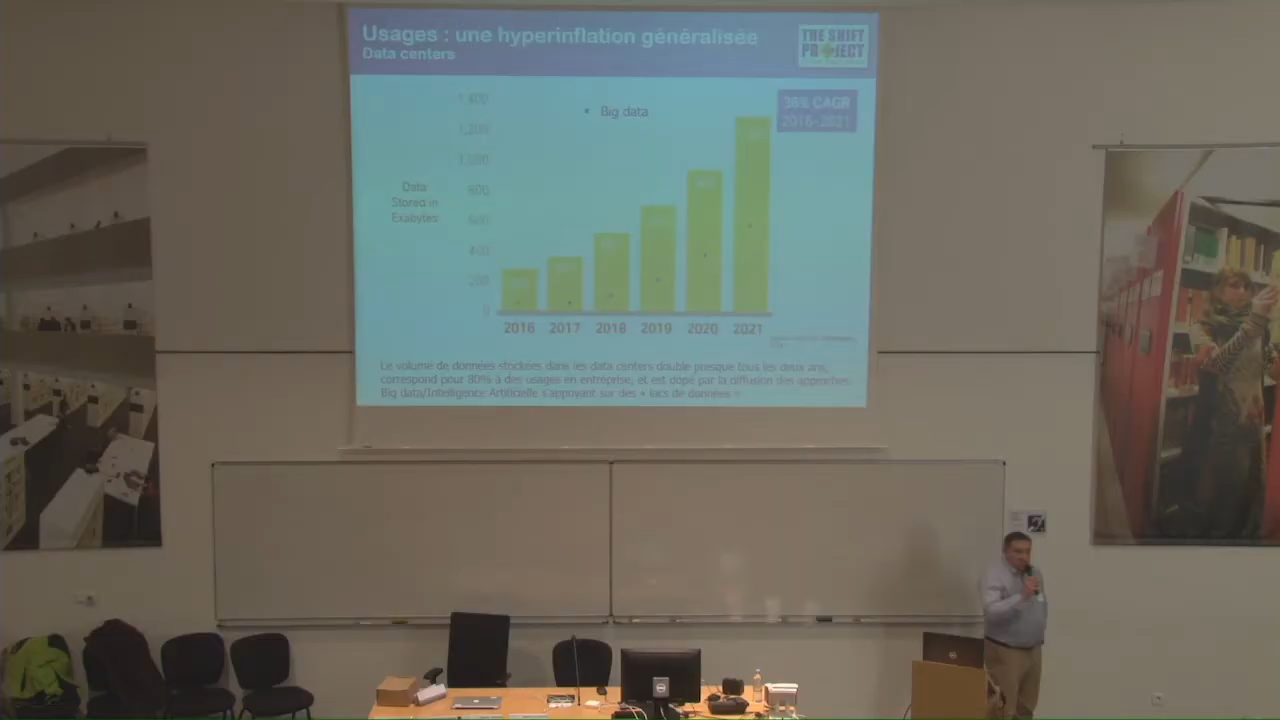 Usages : une hyperinflation généralisée
Data centers
THE SHIFT
PROJECT
1,400
1,200
1,000
800
600
400
200
0
Big data
36% CAGR
2016-2021
Data
Stored in
Exabytes
2016 2017 2018 2019 2020 2021
Le volume de données stockées dans les data centers double presque tous les deux ans,
correspond pour 80% à des usages en entreprise, et est dopé par la diffusion des approches
Big data/Intelligence Artificielle s'appuyant sur des « lacs de données »
DELL